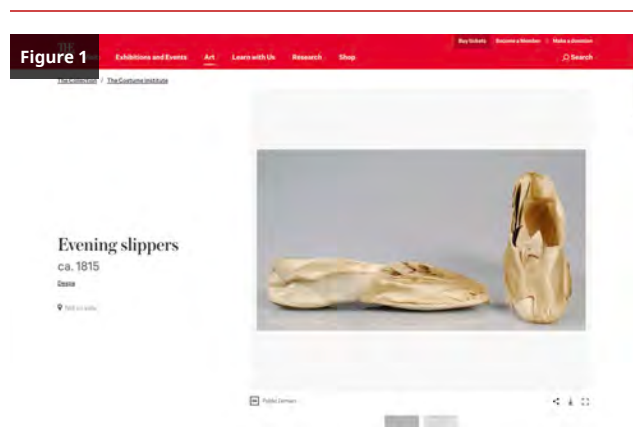 Buy tickets Become a Member Make a donation
Figure 1
Exhibitions and Events Art Learn with Us Research Shop Search
The Collection / The Costume Institute
Evening slippers
ca. 1815
Public Domain